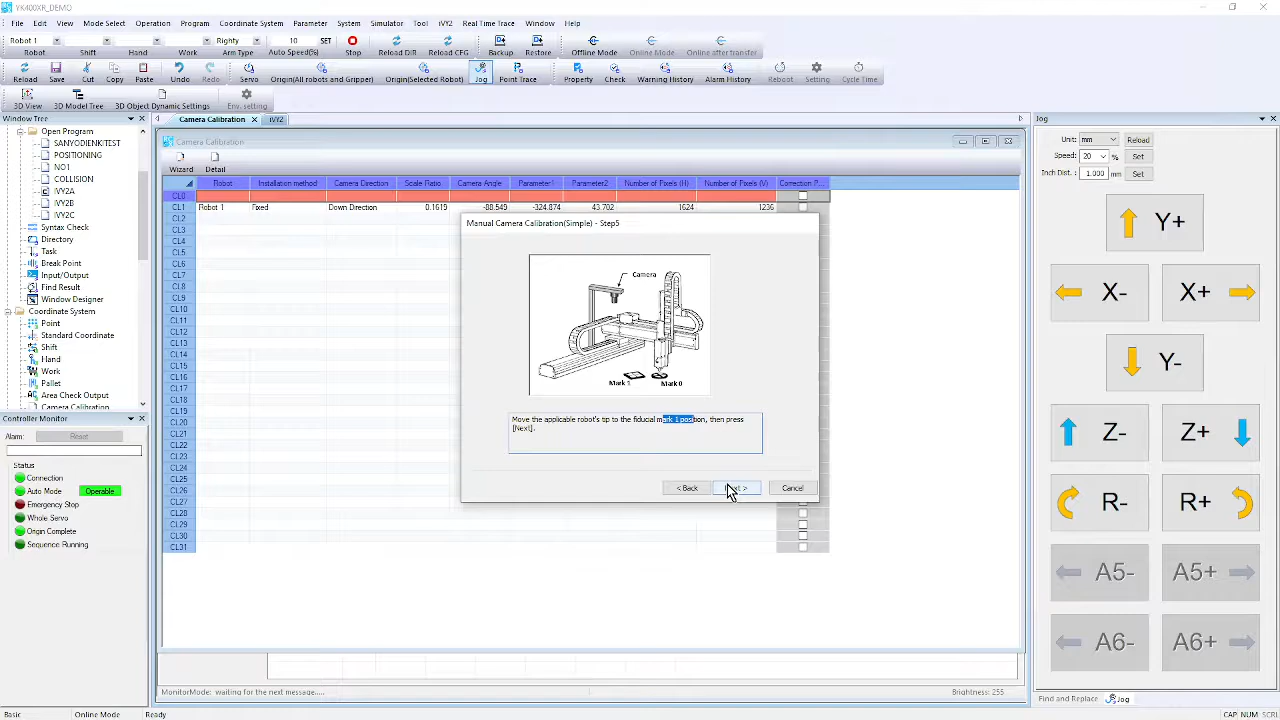 YK400XR_DEMO
File Edit View Mode Select Operation Program Coordinate System Parameter System Simulator Tool iVY2 Real Time Trace Window Help
Robot 1 Righty 10 SET
Robot Shift Hand Work Arm Type Auto Speed(%) Stop Reload DIR Reload CFG Backup Restore Offline Mode Online Mode Online after transfer
Reload Save Cut Copy Paste Undo Redo Servo Origin(All robots and Gripper) Origin(Selected Robot) Jog Point Trace Property Check Warning History Alarm History Reboot Setting Cycle Time
3D View 3D Model Tree 3D Object Dynamic Settings Env. setting
Window Tree
Open Program
SANYODIENKITEST
POSITIONING
NO1
COLLISION
IVY2A
IVY2B
IVY2C
Syntax Check
Directory
Task
Break Point
Input/Output
Find Result
Window Designer
Coordinate System
Point
Standard Coordinate
Shift
Hand
Work
Pallet
Area Check Output
Camera Calibration
Controller Monitor
Alarm: Reset
Status
Connection
Auto Mode Operable
Emergency Stop
Whole Servo
Origin Complete
Sequence Running
Camera Calibration iVY2
Camera Calibration
Wizard Detail
Robot Installation method Camera Direction Scale Ratio Camera Angle Parameter1 Parameter2 Number of Pixels (H) Number of Pixels (V) Correction P...
CL0
CL1 Robot 1 Fixed Down Direction 0.1619 -88.549 -324.874 43.702 1624 1236
CL2
CL3
CL4
CL5
CL6
CL7
CL8
CL9
CL10
CL11
CL12
CL13
CL14
CL15
CL16
CL17
CL18
CL19
CL20
CL21
CL22
CL23
CL24
CL25
CL26
CL27
CL28
CL29
CL30
CL31
Manual Camera Calibration(Simple) - Step5
Camera
Mark 1 Mark 0
Move the applicable robot's tip to the fiducial mark 1 position, then press
[Next].
< Back Next > Cancel
MonitorMode: waiting for the next message..... Brightness: 255
Jog
Unit: mm Reload
Speed: 20 % Set
Inch Dist.: 1.000 mm Set
Y+
X- X+
Y-
Z- Z+
R- R+
A5- A5+
A6- A6+
Find and Replace Jog
Basic Online Mode Ready CAP NUM SCRL